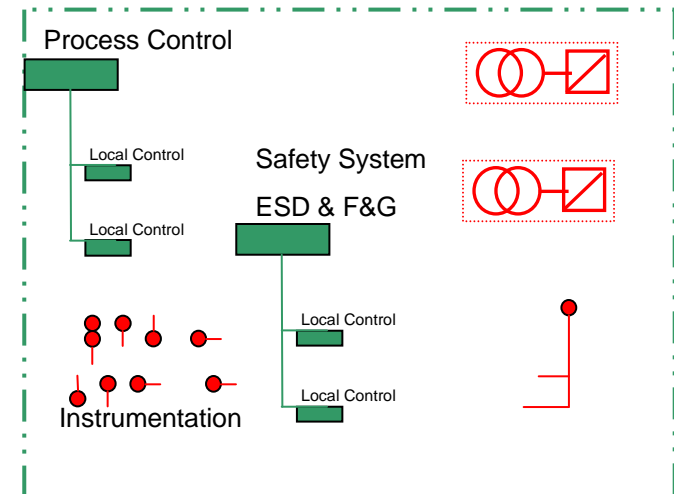 Process Control
Local Control
Local Control
Safety System
ESD & F&G
Local Control
Local Control
Instrumentation